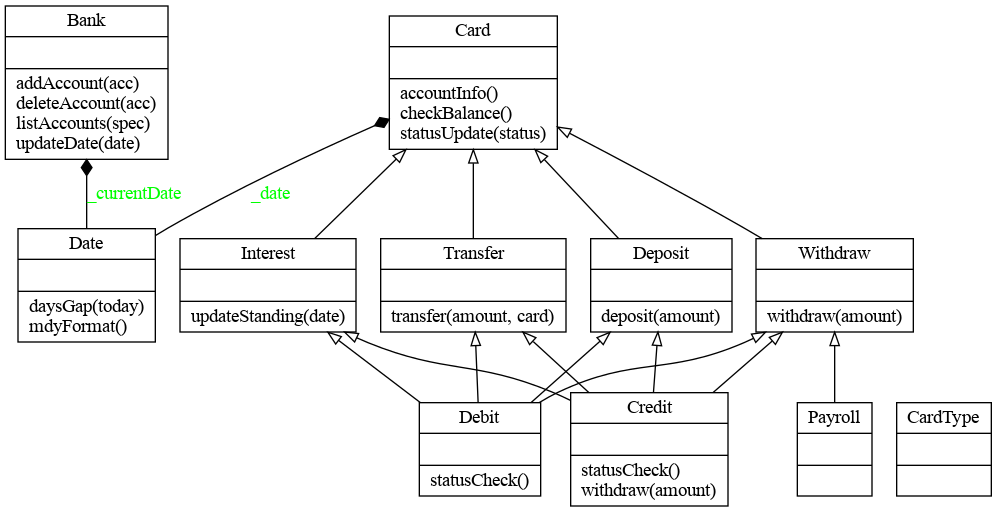 Bank
addAccount(acc)
deleteAccount(acc)
listAccounts(spec)
updateDate(date)
Card
accountInfo()
checkBalance()
statusUpdate(status)
_currentDate
_date
Date
daysGap(today)
mdyFormat()
Interest
updateStanding(date)
Transfer
transfer(amount, card)
Deposit
deposit(amount)
Withdraw
withdraw(amount)
Debit
statusCheck()
Credit
statusCheck()
withdraw(amount)
Payroll
CardType